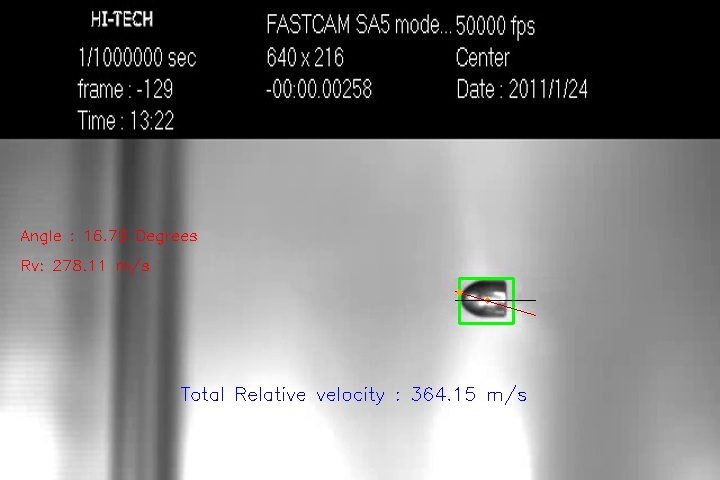 HI-TECH
FASTCAM SA5 mode... 50000 fps
1/1000000 sec 640 x 216 Center
frame : -129 -00:00.00258 Date : 2011/1/24
Time : 13:22
Angle : 16.79 Degrees
Rv: 278.11 m/s
Total Relative velocity : 364.15 m/s